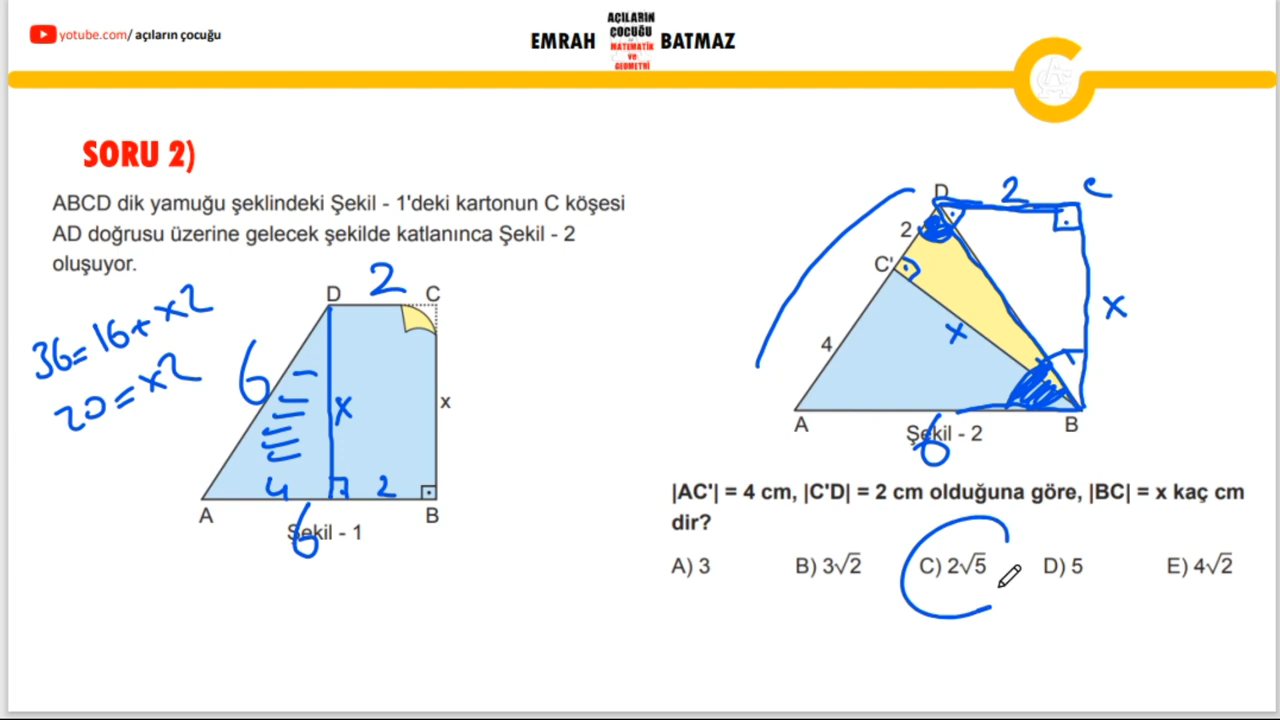 yotube.com/ açıların çocuğu
EMRAH
AÇILARIN
ÇOCUĞU
MATEMATİK
ve
GEOMETRİ
BATMAZ
SORU 2)
ABCD dik yamuğu şeklindeki Şekil - 1'deki kartonun C köşesi
AD doğrusu üzerine gelecek şekilde katlanınca Şekil - 2
oluşuyor.
36=16+x2
20=x2
2
D C
6
x
x
4 2
A B
Şekil - 1
6
D 2 C
2
C'
x
x
4
A B
Şekil - 2
6
|AC'| = 4 cm, |C'D| = 2 cm olduğuna göre, |BC| = x kaç cm
dir?
A) 3 B) 3√2 C) 2√5 D) 5 E) 4√2